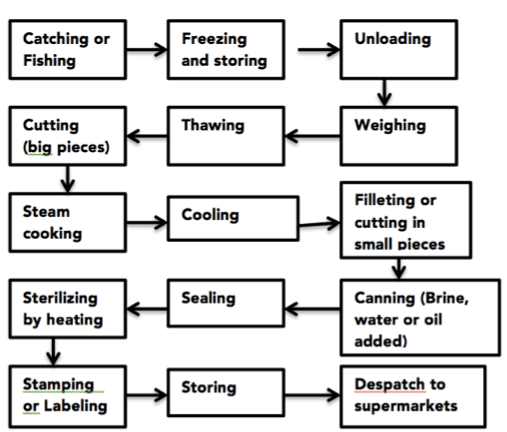 Catching or
Fishing
Freezing
and storing
Unloading
Cutting
(big pieces)
Thawing
Weighing
Steam
cooking
Cooling
Filleting or
cutting in
small pieces
Sterilizing
by heating
Sealing
Canning (Brine,
water or oil
added)
Stamping
or Labeling
Storing
Despatch to
supermarkets